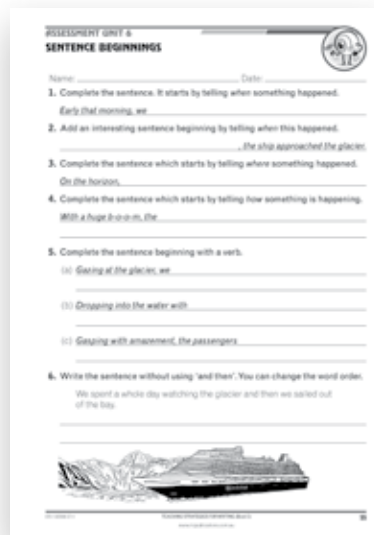 ASSESSMENT UNIT 6
SENTENCE BEGINNINGS
Name: Date:
1. Complete the sentence. It starts by telling when something happened.
Early that morning, we
2. Add an interesting sentence beginning by telling when this happened.
, the ship approached the glacier.
3. Complete the sentence which starts by telling where something happened.
On the horizon,
4. Complete the sentence which starts by telling how something is happening.
With a huge b-o-o-m, the
5. Complete the sentence beginning with a verb.
(a) Gazing at the glacier, we
(b) Dropping into the water with
(c) Gasping with amazement, the passengers
6. Write the sentence without using 'and then'. You can change the word order.
We spent a whole day watching the glacier and then we sailed out
of the bay.